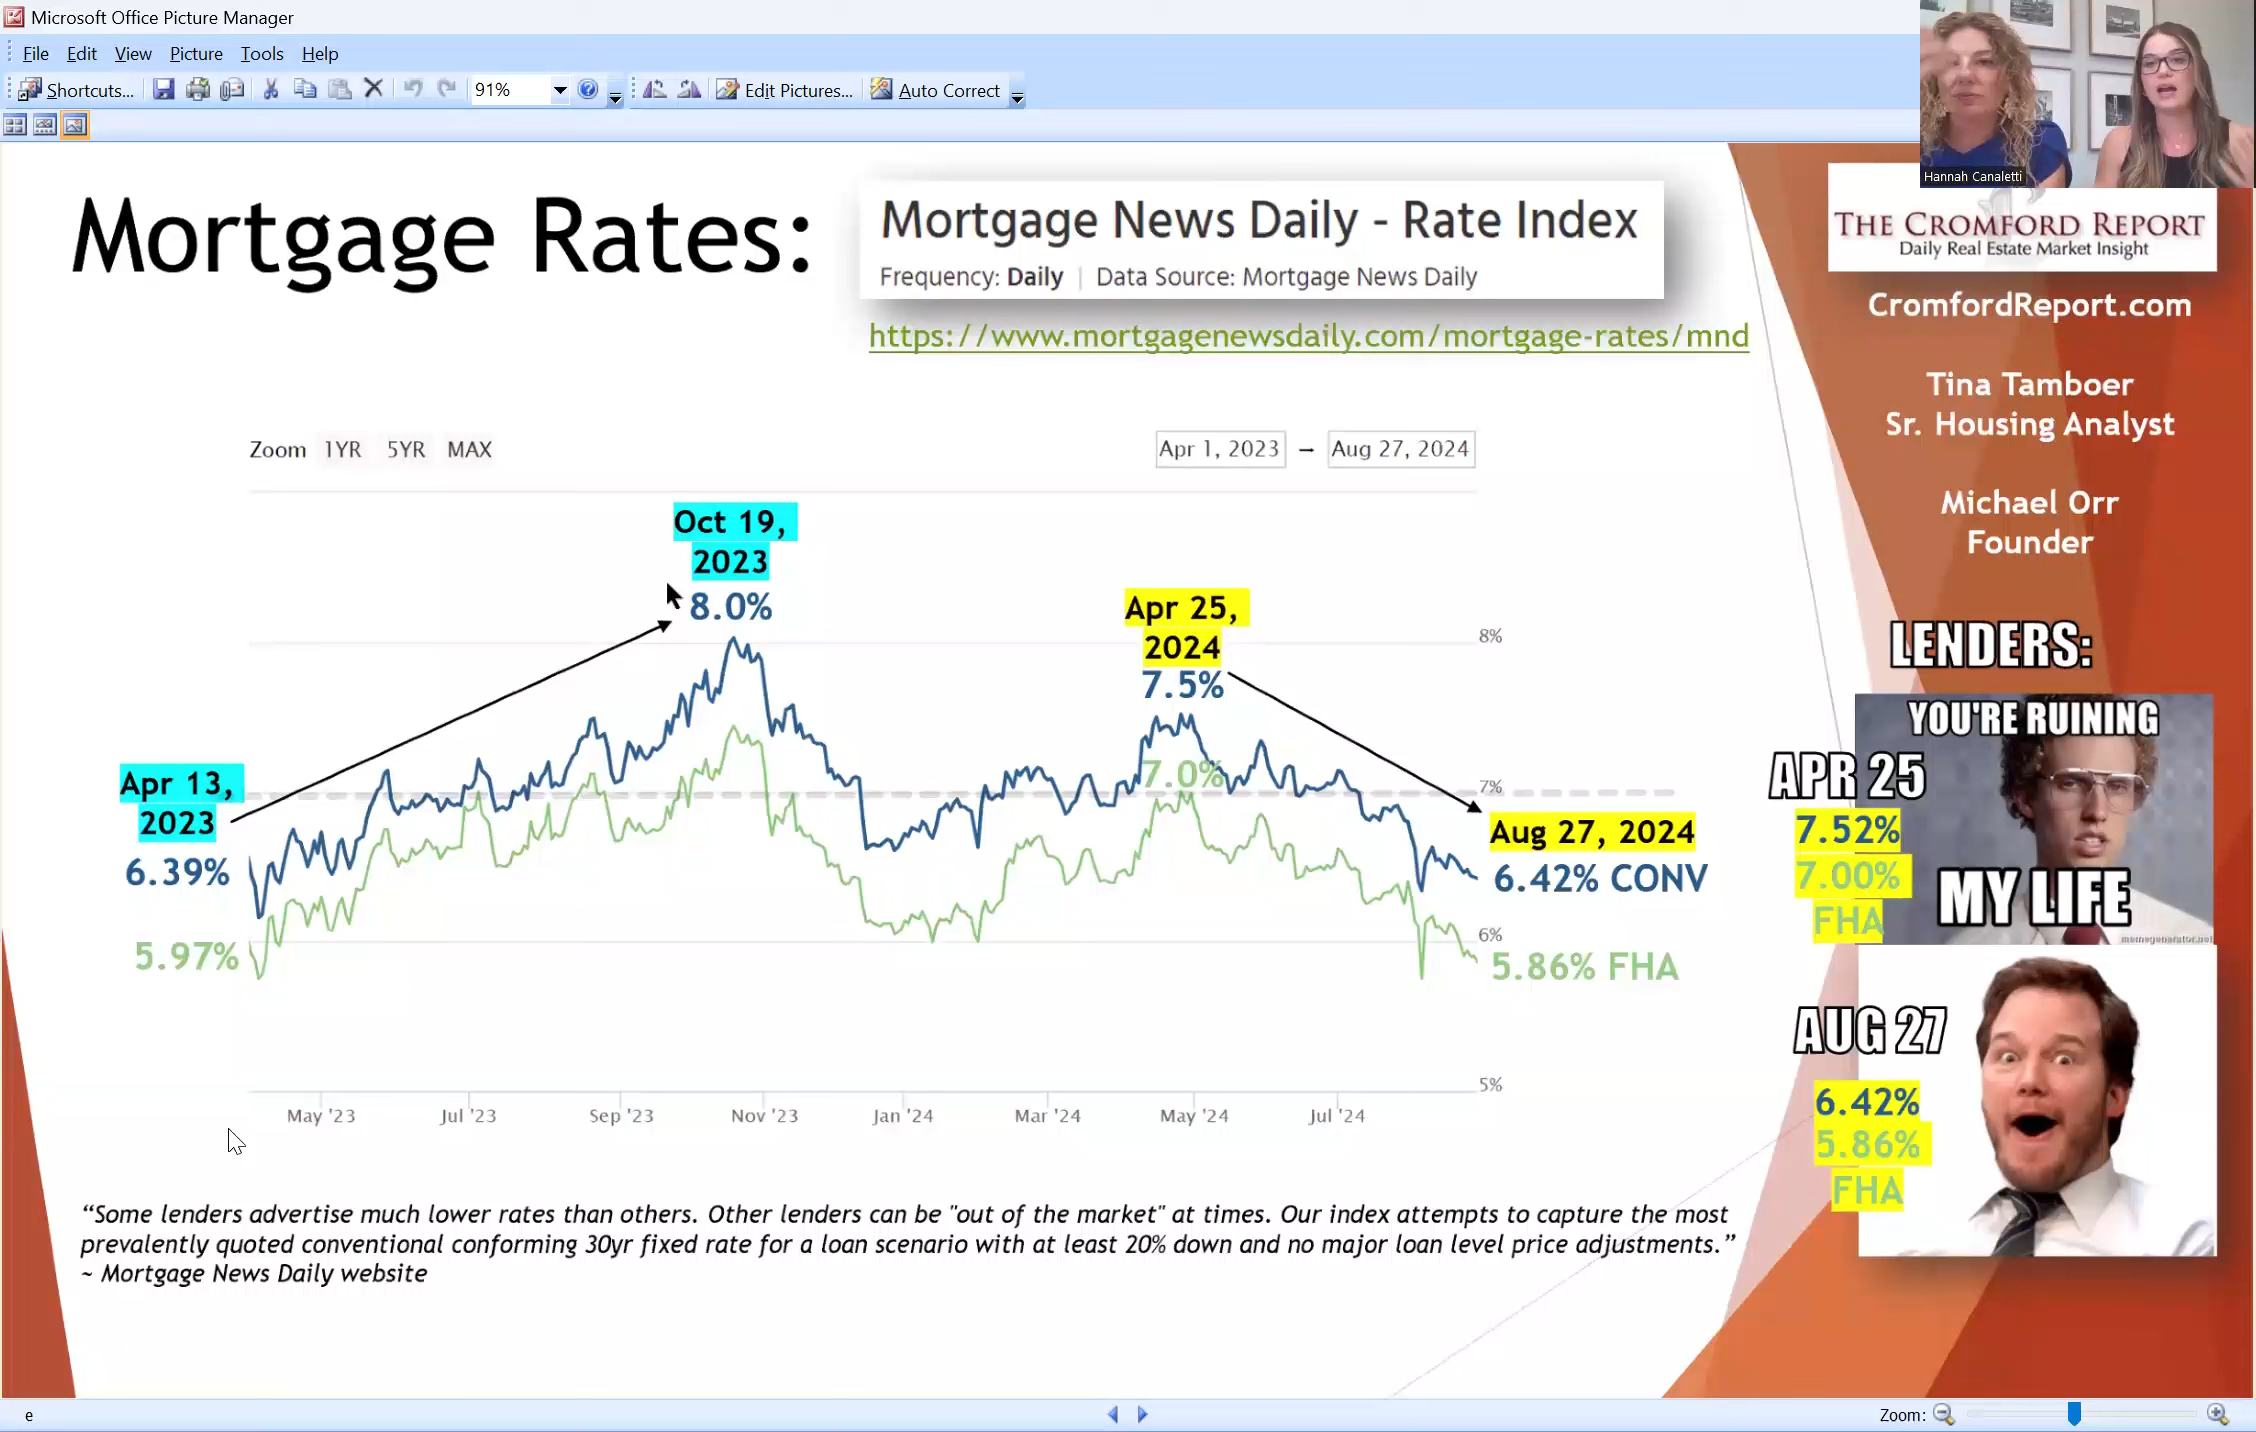 Microsoft Office Picture Manager
File Edit View Picture Tools Help
Shortcuts... 91% Edit Pictures... Auto Correct
Hannah Canaletti
Mortgage Rates:
Mortgage News Daily - Rate Index
Frequency: Daily | Data Source: Mortgage News Daily
https://www.mortgagenewsdaily.com/mortgage-rates/mnd
THE CROMFORD REPORT
Daily Real Estate Market Insight
CromfordReport.com
Tina Tamboer
Sr. Housing Analyst
Michael Orr
Founder
Zoom 1YR 5YR MAX
Apr 1, 2023 → Aug 27, 2024
Oct 19,
2023
8.0%
Apr 25,
2024
7.5%
7.0%
Apr 13,
2023
6.39%
5.97%
8%
7%
6%
5%
Aug 27, 2024
6.42% CONV
5.86% FHA
May '23 Jul '23 Sep '23 Nov '23 Jan '24 Mar '24 May '24 Jul '24
LENDERS:
YOU'RE RUINING
MY LIFE
memegenerator.net
APR 25
7.52%
7.00%
FHA
AUG 27
6.42%
5.86%
FHA
“Some lenders advertise much lower rates than others. Other lenders can be "out of the market" at times. Our index attempts to capture the most
prevalently quoted conventional conforming 30yr fixed rate for a loan scenario with at least 20% down and no major loan level price adjustments.”
~ Mortgage News Daily website
e
Zoom: